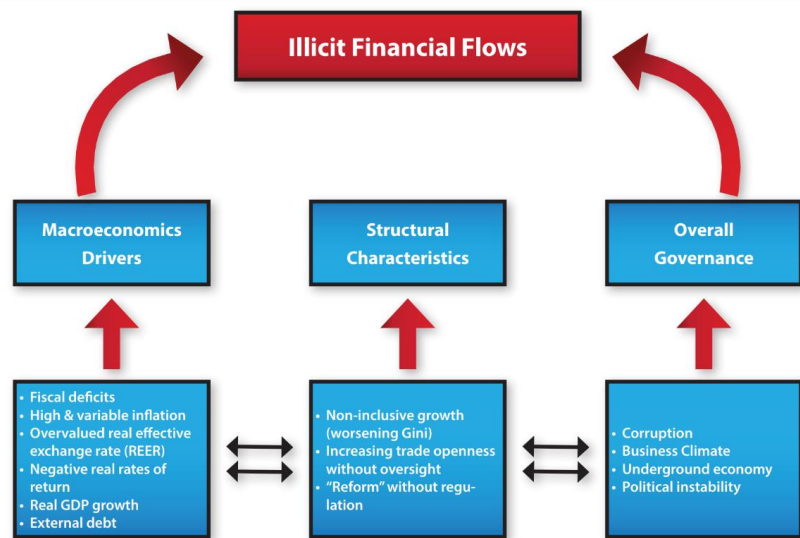 Illicit Financial Flows
Macroeconomics
Drivers
Structural
Characteristics
Overall
Governance
• Fiscal deficits
• High & variable inflation
• Overvalued real effective
exchange rate (REER)
• Negative real rates of
return
• Real GDP growth
• External debt
• Non-inclusive growth
(worsening Gini)
• Increasing trade openness
without oversight
• “Reform” without regu-
lation
• Corruption
• Business Climate
• Underground economy
• Political instability